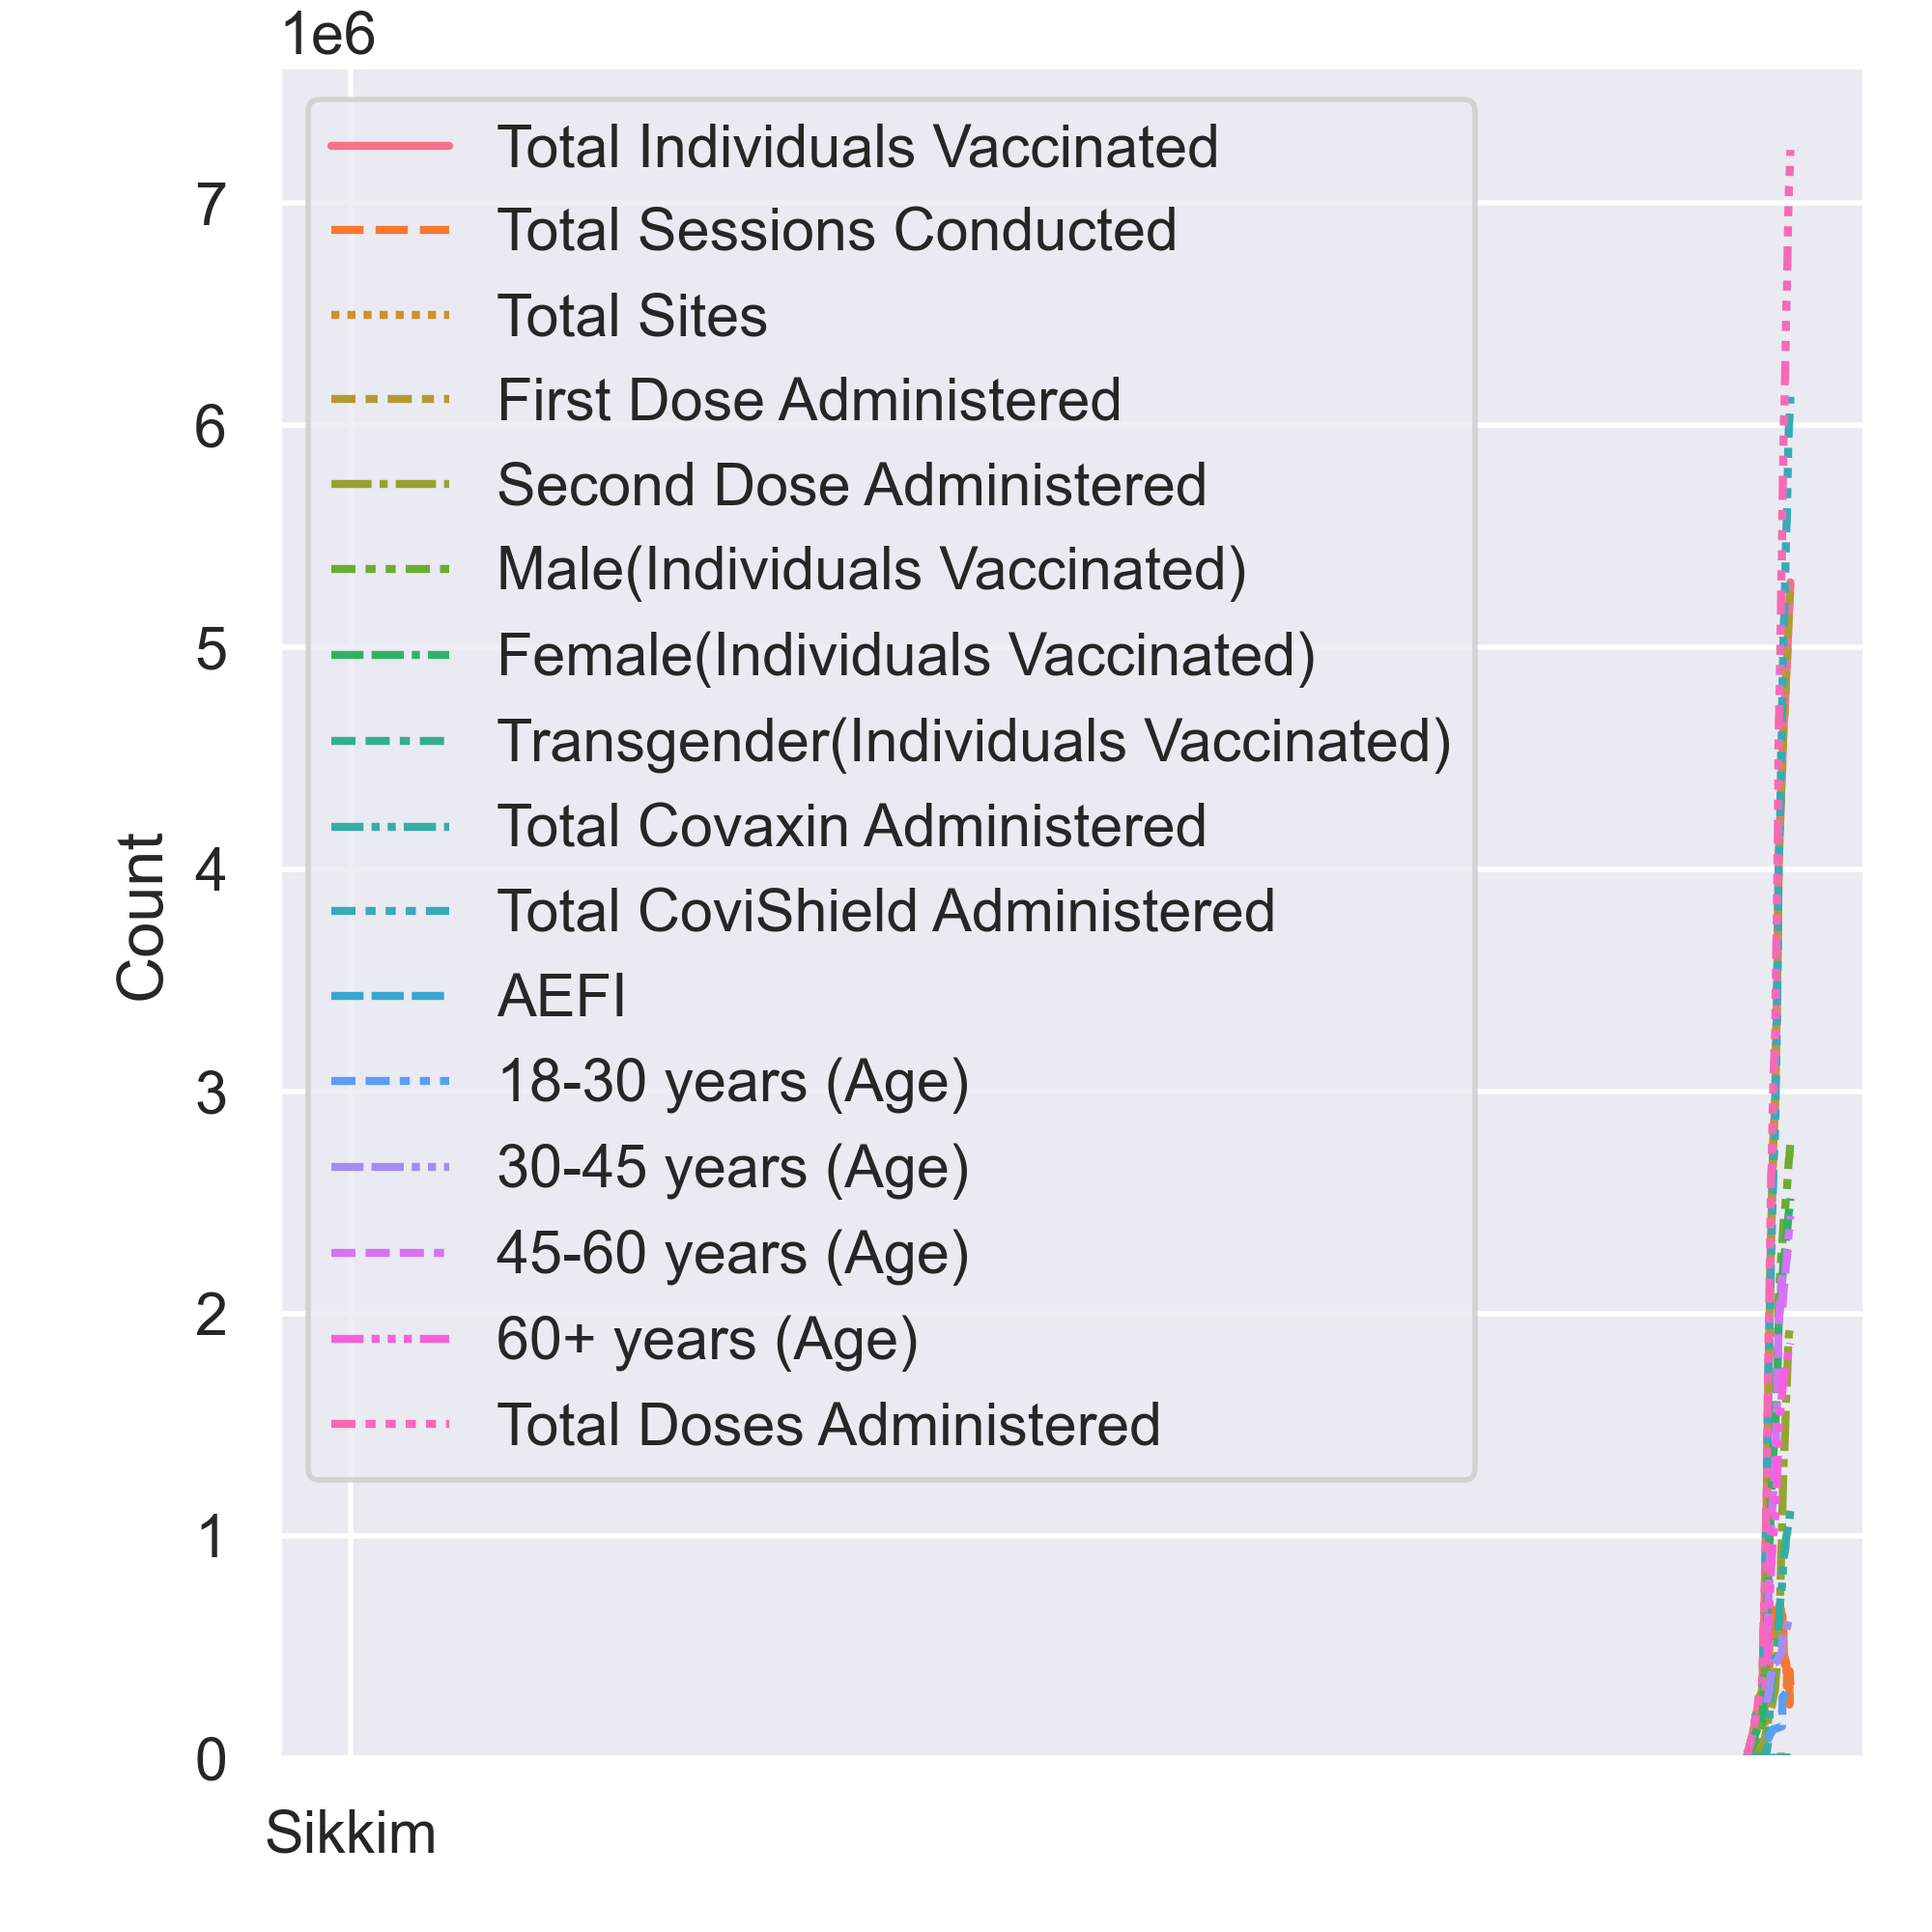 1e6
7
6
5
4
3
2
1
0
Count
Total Individuals Vaccinated
Total Sessions Conducted
Total Sites
First Dose Administered
Second Dose Administered
Male(Individuals Vaccinated)
Female(Individuals Vaccinated)
Transgender(Individuals Vaccinated)
Total Covaxin Administered
Total CoviShield Administered
AEFI
18-30 years (Age)
30-45 years (Age)
45-60 years (Age)
60+ years (Age)
Total Doses Administered
Sikkim